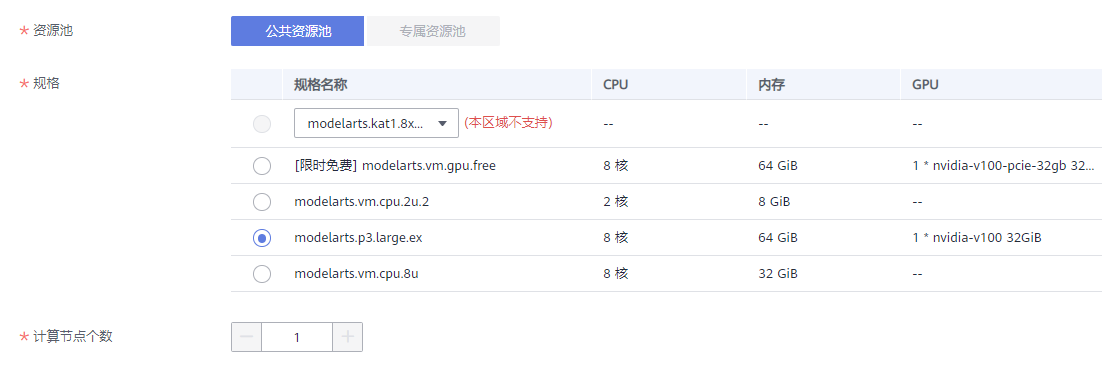 * 资源池 公共资源池 专属资源池
* 规格 规格名称 CPU 内存 GPU
modelarts.kat1.8x... (本区域不支持) -- -- --
[限时免费] modelarts.vm.gpu.free 8 核 64 GiB 1 * nvidia-v100-pcie-32gb 32...
modelarts.vm.cpu.2u.2 2 核 8 GiB --
modelarts.p3.large.ex 8 核 64 GiB 1 * nvidia-v100 32GiB
modelarts.vm.cpu.8u 8 核 32 GiB --
* 计算节点个数 — 1 +